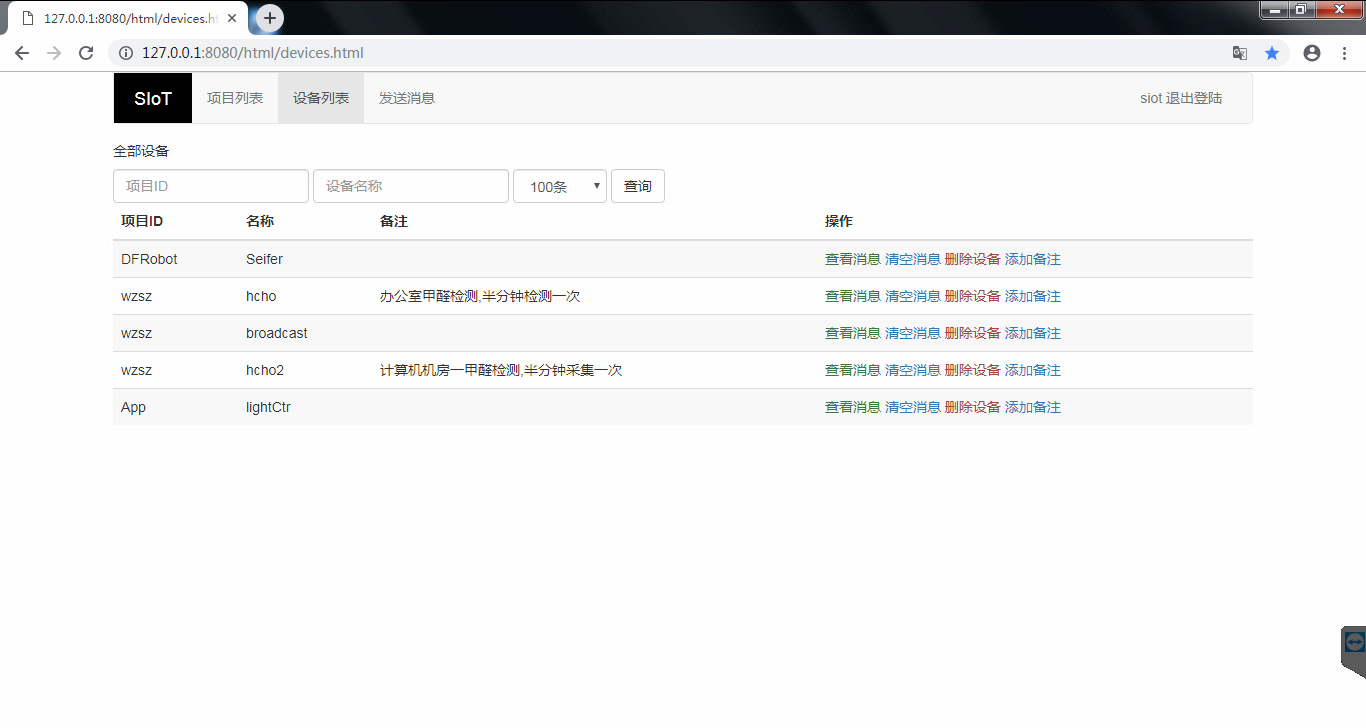 127.0.0.1:8080/html/devices.ht
127.0.0.1:8080/html/devices.html
SIoT 项目列表 设备列表 发送消息 siot 退出登陆
全部设备
项目ID 设备名称 100条 查询
项目ID 名称 备注 操作
DFRobot Seifer 查看消息 清空消息 删除设备 添加备注
wzsz hcho 办公室甲醛检测,半分钟检测一次 查看消息 清空消息 删除设备 添加备注
wzsz broadcast 查看消息 清空消息 删除设备 添加备注
wzsz hcho2 计算机机房一甲醛检测,半分钟采集一次 查看消息 清空消息 删除设备 添加备注
App lightCtr 查看消息 清空消息 删除设备 添加备注